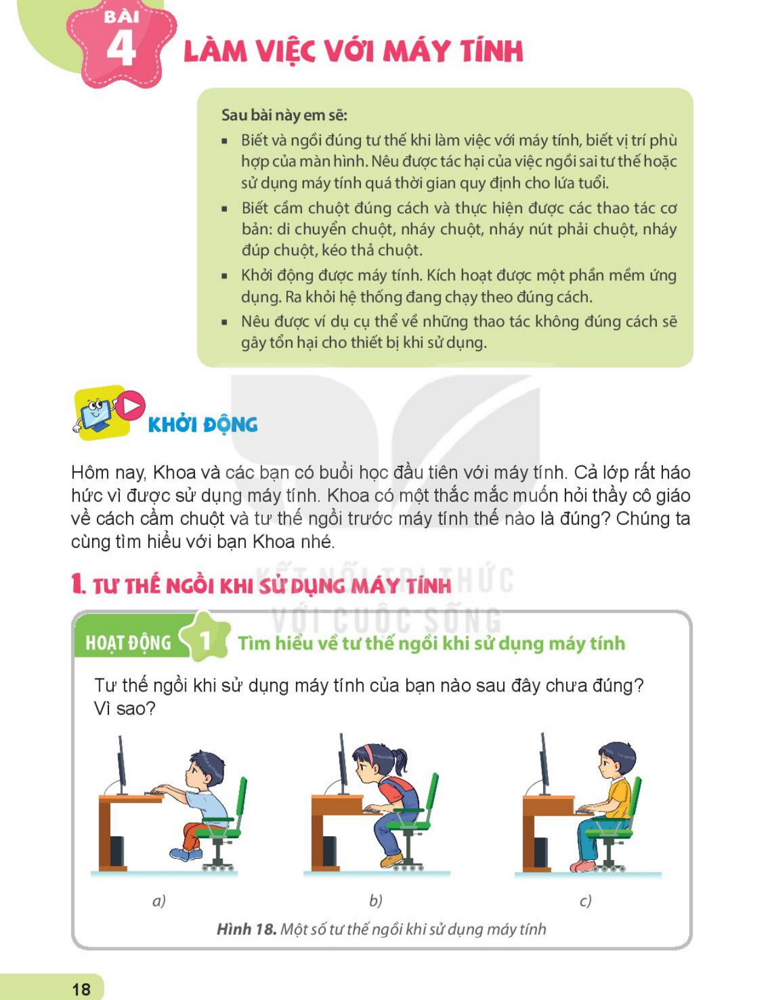 BÀI
4
LÀM VIỆC VỚI MÁY TÍNH
Sau bài này em sẽ:
▪ Biết và ngồi đúng tư thế khi làm việc với máy tính, biết vị trí phù
hợp của màn hình. Nêu được tác hại của việc ngồi sai tư thế hoặc
sử dụng máy tính quá thời gian quy định cho lứa tuổi.
▪ Biết cầm chuột đúng cách và thực hiện được các thao tác cơ
bản: di chuyển chuột, nháy chuột, nháy nút phải chuột, nháy
đúp chuột, kéo thả chuột.
▪ Khởi động được máy tính. Kích hoạt được một phần mềm ứng
dụng. Ra khỏi hệ thống đang chạy theo đúng cách.
▪ Nêu được ví dụ cụ thể về những thao tác không đúng cách sẽ
gây tổn hại cho thiết bị khi sử dụng.
KHỞI ĐỘNG
Hôm nay, Khoa và các bạn có buổi học đầu tiên với máy tính. Cả lớp rất háo
hức vì được sử dụng máy tính. Khoa có một thắc mắc muốn hỏi thầy cô giáo
về cách cầm chuột và tư thế ngồi trước máy tính thế nào là đúng? Chúng ta
cùng tìm hiểu với bạn Khoa nhé.
KẾT NỐI TRI THỨC
1. TƯ THẾ NGỒI KHI SỬ DỤNG MÁY TÍNH
VỚI CUỘC SỐNG
HOẠT ĐỘNG 1 Tìm hiểu về tư thế ngồi khi sử dụng máy tính
Tư thế ngồi khi sử dụng máy tính của bạn nào sau đây chưa đúng?
Vì sao?
a) b) c)
Hình 18. Một số tư thế ngồi khi sử dụng máy tính
18